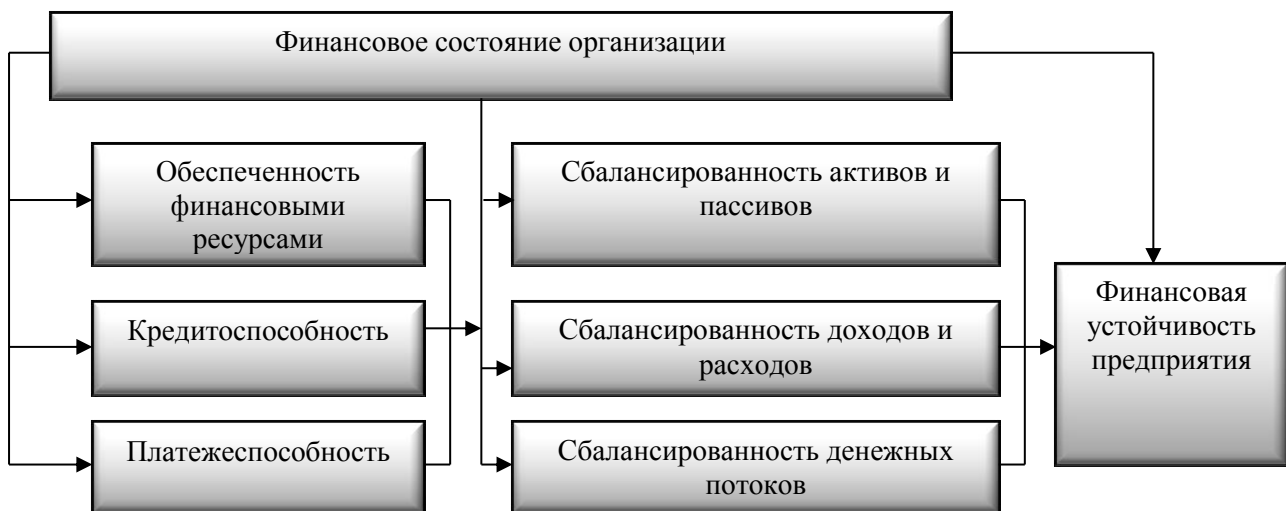 Финансовое состояние организации
Обеспеченность
финансовыми
ресурсами
Сбалансированность активов и
пассивов
Кредитоспособность
Сбалансированность доходов и
расходов
Финансовая
устойчивость
предприятия
Платежеспособность
Сбалансированность денежных
потоков